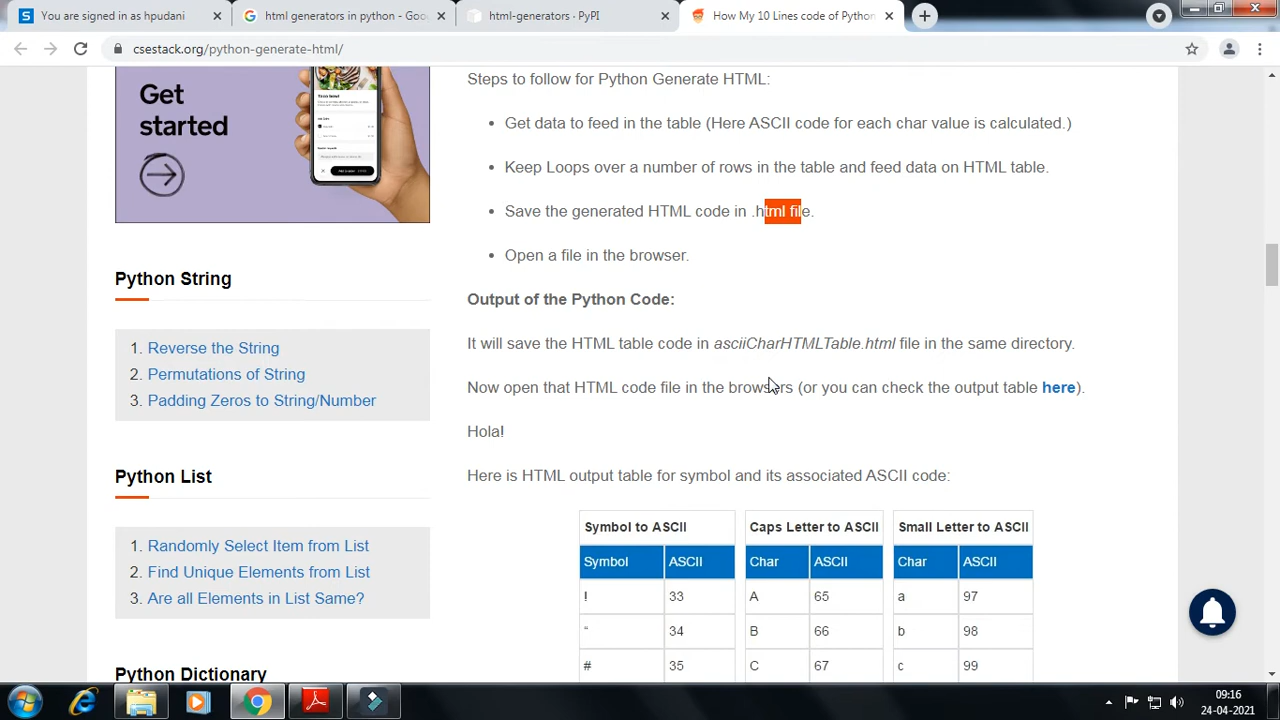 You are signed in as hpudani
html generators in python - Goo
html-generators · PyPI
How My 10 Lines code of Python
csestack.org/python-generate-html/
Get
started
Steps to follow for Python Generate HTML:
Get data to feed in the table (Here ASCII code for each char value is calculated.)
Keep Loops over a number of rows in the table and feed data on HTML table.
Save the generated HTML code in .html file.
Open a file in the browser.
Output of the Python Code:
It will save the HTML table code in asciiCharHTMLTable.html file in the same directory.
Now open that HTML code file in the browsers (or you can check the output table here).
Hola!
Here is HTML output table for symbol and its associated ASCII code:
Symbol to ASCII
Symbol ASCII
! 33
“ 34
# 35
Caps Letter to ASCII
Char ASCII
A 65
B 66
C 67
Small Letter to ASCII
Char ASCII
a 97
b 98
c 99
Python String
1. Reverse the String
2. Permutations of String
3. Padding Zeros to String/Number
Python List
1. Randomly Select Item from List
2. Find Unique Elements from List
3. Are all Elements in List Same?
Python Dictionary
09:16
24-04-2021